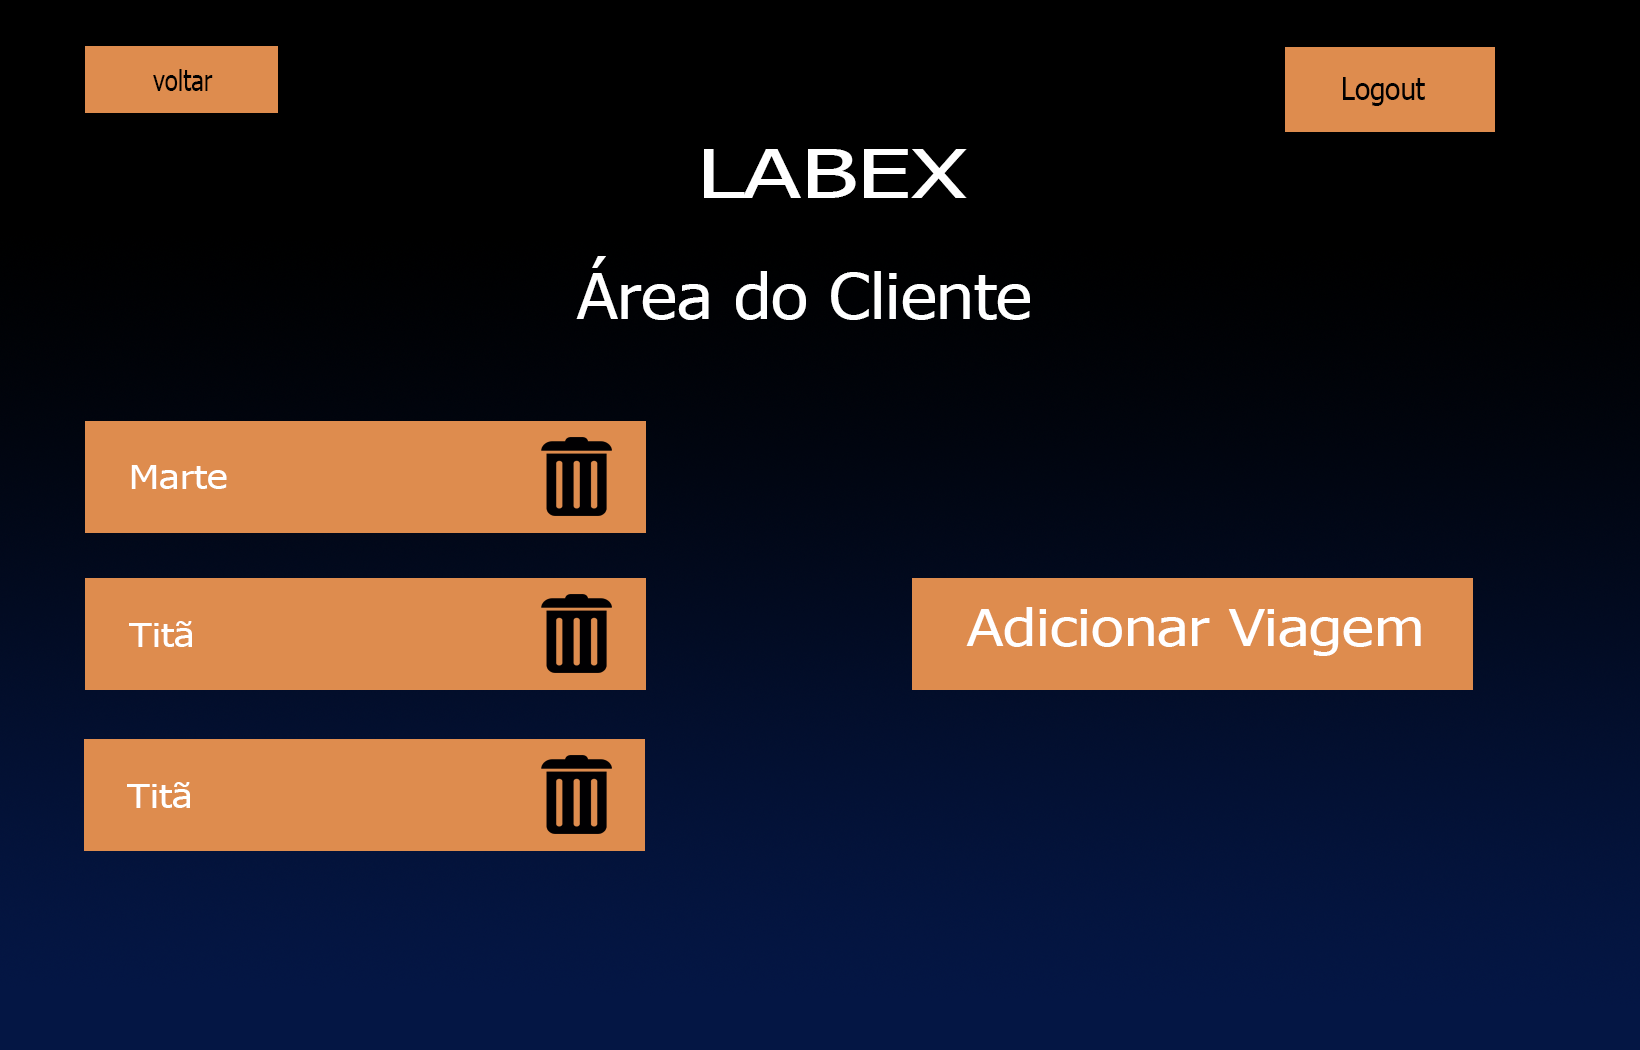 voltar
Logout
LABEX
Área do Cliente
Marte
Titã
Adicionar Viagem
Titã